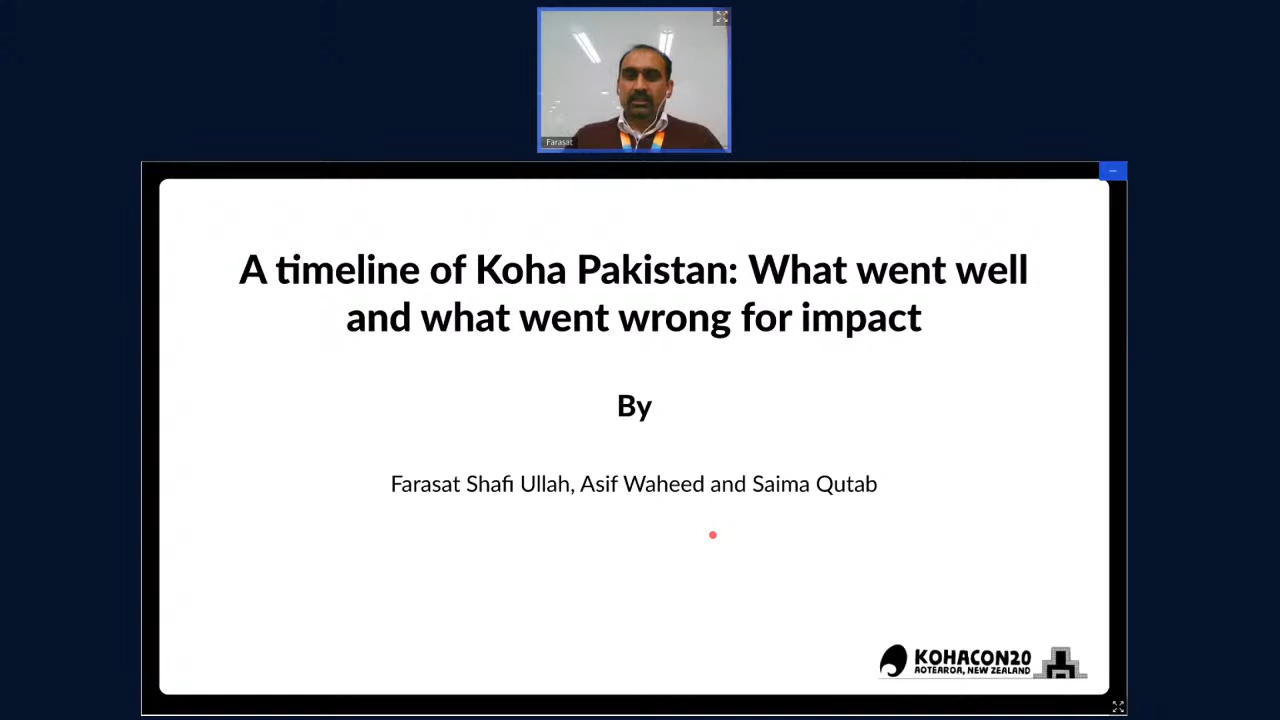 Farasat
A timeline of Koha Pakistan: What went well
and what went wrong for impact
By
Farasat Shafi Ullah, Asif Waheed and Saima Qutab
KOHACON20
AOTEAROA, NEW ZEALAND